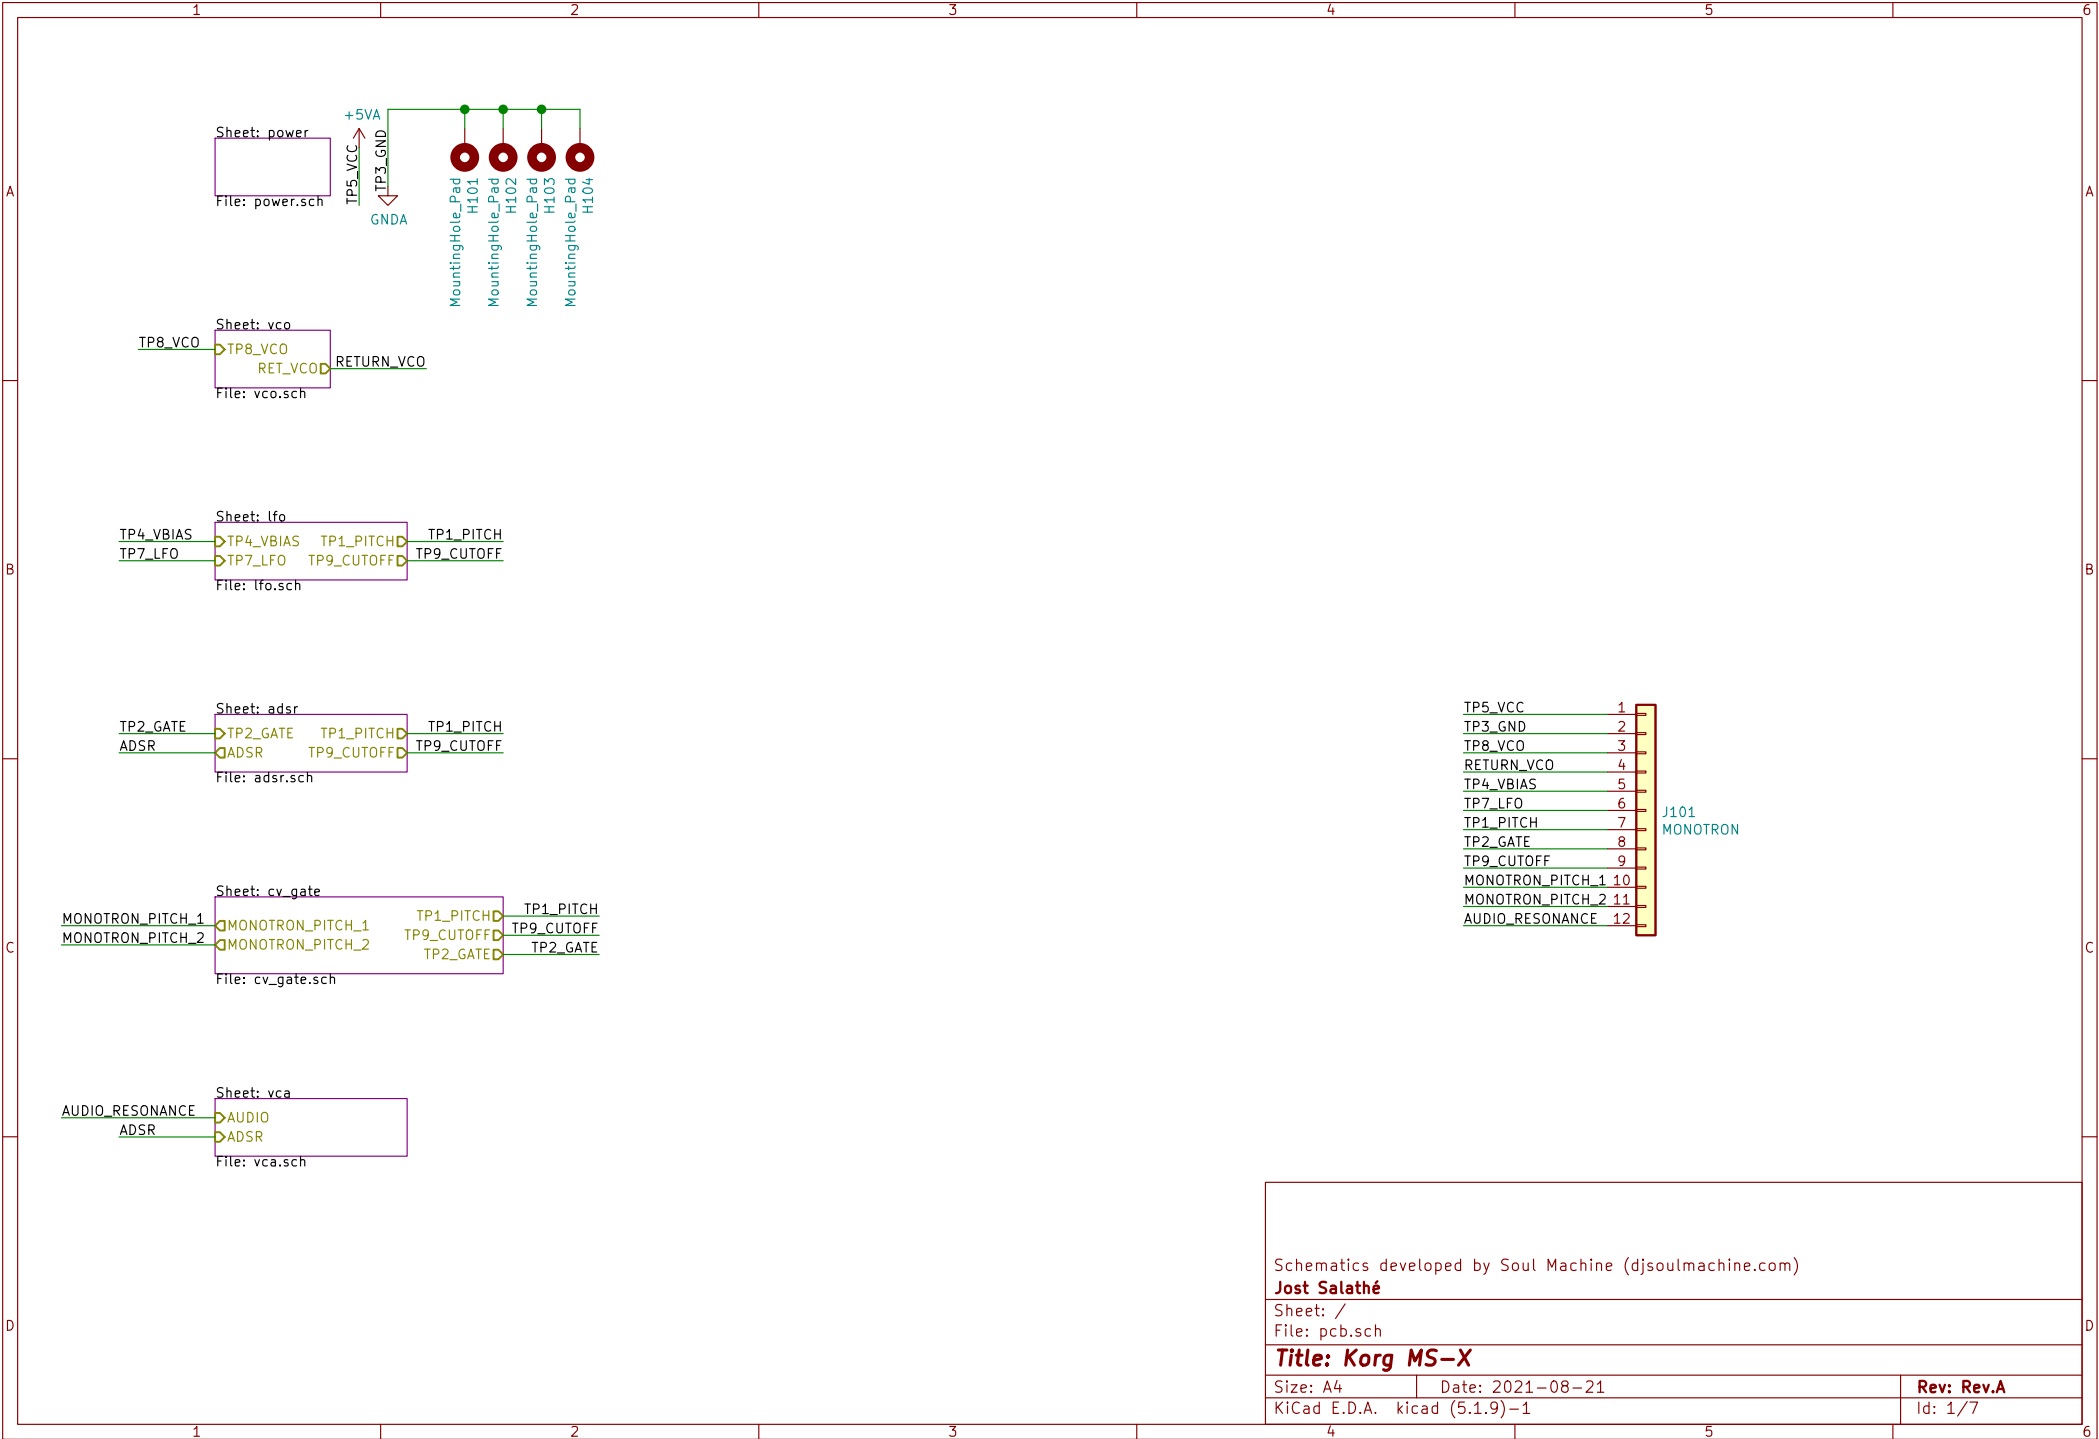 1 2 3 4 5 6
A
A
B
B
C
C
D
D
1 2 3 4 5 6
Sheet: power
File: power.sch
+5VA
TP5_VCC
TP3_GND
GNDA
MountingHole_Pad
H101
MountingHole_Pad
H102
MountingHole_Pad
H103
MountingHole_Pad
H104
Sheet: vco
TP8_VCO
TP8_VCO
RET_VCO
RETURN_VCO
File: vco.sch
Sheet: lfo
TP4_VBIAS
TP4_VBIAS
TP1_PITCH
TP1_PITCH
TP7_LFO
TP7_LFO
TP9_CUTOFF
TP9_CUTOFF
File: lfo.sch
Sheet: adsr
TP2_GATE
TP2_GATE
TP1_PITCH
TP1_PITCH
ADSR
ADSR
TP9_CUTOFF
TP9_CUTOFF
File: adsr.sch
Sheet: cv_gate
MONOTRON_PITCH_1
MONOTRON_PITCH_1
MONOTRON_PITCH_2
MONOTRON_PITCH_2
TP1_PITCH
TP1_PITCH
TP9_CUTOFF
TP9_CUTOFF
TP2_GATE
TP2_GATE
File: cv_gate.sch
Sheet: vca
AUDIO_RESONANCE
AUDIO
ADSR
ADSR
File: vca.sch
TP5_VCC 1
TP3_GND 2
TP8_VCO 3
RETURN_VCO 4
TP4_VBIAS 5
TP7_LFO 6
TP1_PITCH 7
TP2_GATE 8
TP9_CUTOFF 9
MONOTRON_PITCH_1 10
MONOTRON_PITCH_2 11
AUDIO_RESONANCE 12
J101
MONOTRON
Schematics developed by Soul Machine (djsoulmachine.com)
Jost Salathé
Sheet: /
File: pcb.sch
Title: Korg MS-X
Size: A4 Date: 2021-08-21 Rev: Rev.A
KiCad E.D.A. kicad (5.1.9)-1 Id: 1/7